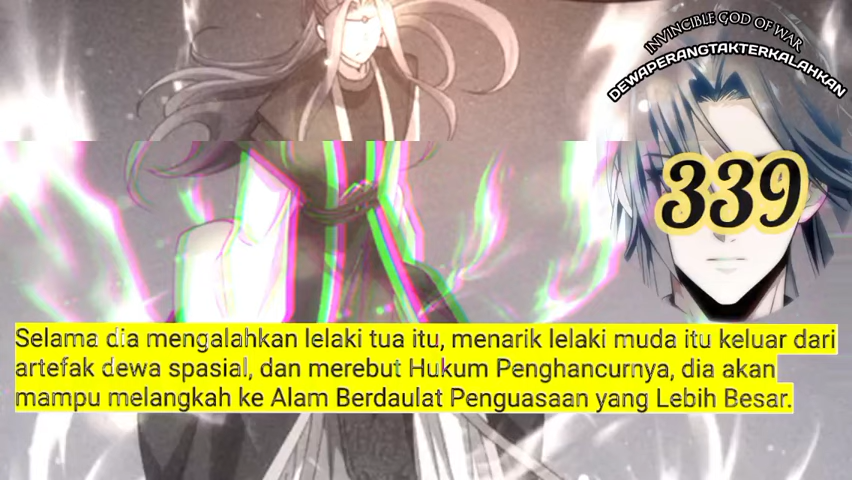 INVINCIBLE GOD OF WAR
DEWAPERANGTAKTERKALAHKAN
339
Selama dia mengalahkan lelaki tua itu, menarik lelaki muda itu keluar dari
artefak dewa spasial, dan merebut Hukum Penghancurnya, dia akan
mampu melangkah ke Alam Berdaulat Penguasaan yang Lebih Besar.